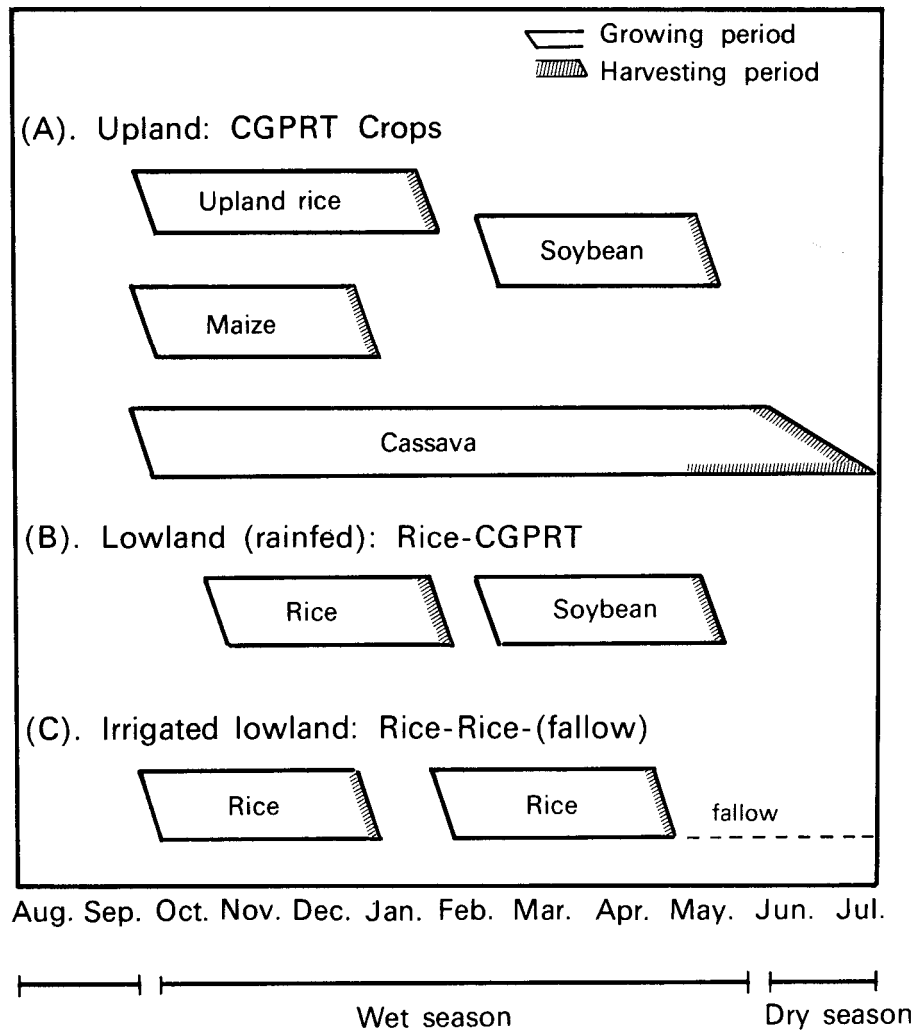 Growing period
Harvesting period
(A). Upland: CGPRT Crops
Upland rice
Soybean
Maize
Cassava
(B). Lowland (rainfed): Rice-CGPRT
Rice
Soybean
(C). Irrigated lowland: Rice-Rice-(fallow)
Rice
Rice
fallow
Aug. Sep. Oct. Nov. Dec. Jan. Feb. Mar. Apr. May. Jun. Jul.
Wet season
Dry season